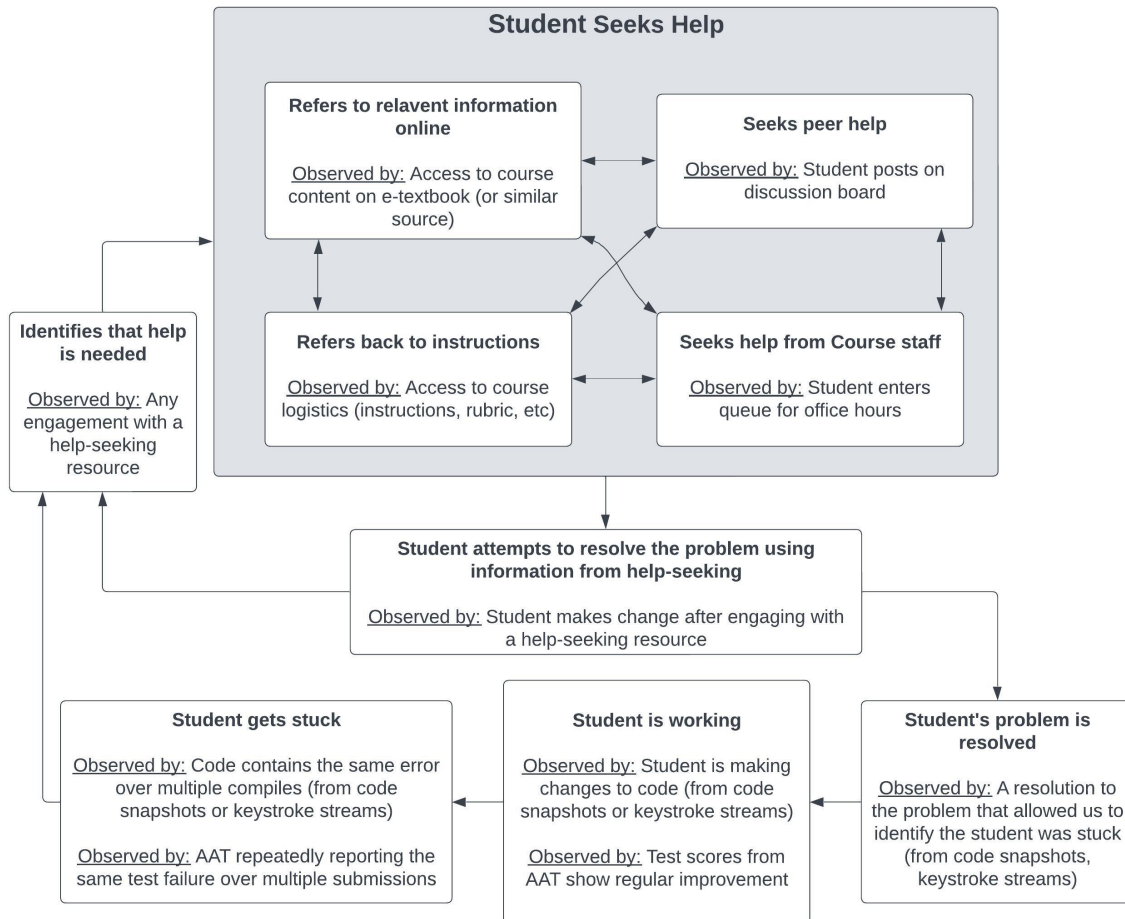 Student Seeks Help
Refers to relavent information
online
Observed by: Access to course
content on e-textbook (or similar
source)
Seeks peer help
Observed by: Student posts on
discussion board
Refers back to instructions
Observed by: Access to course
logistics (instructions, rubric, etc)
Seeks help from Course staff
Observed by: Student enters
queue for office hours
Identifies that help
is needed
Observed by: Any
engagement with a
help-seeking
resource
Student attempts to resolve the problem using
information from help-seeking
Observed by: Student makes change after engaging with
a help-seeking resource
Student gets stuck
Observed by: Code contains the same error
over multiple compiles (from code
snapshots or keystroke streams)
Observed by: AAT repeatedly reporting the
same test failure over multiple submissions
Student is working
Observed by: Student is making
changes to code (from code
snapshots or keystroke streams)
Observed by: Test scores from
AAT show regular improvement
Student's problem is
resolved
Observed by: A resolution to
the problem that allowed us to
identify the student was stuck
(from code snapshots,
keystroke streams)